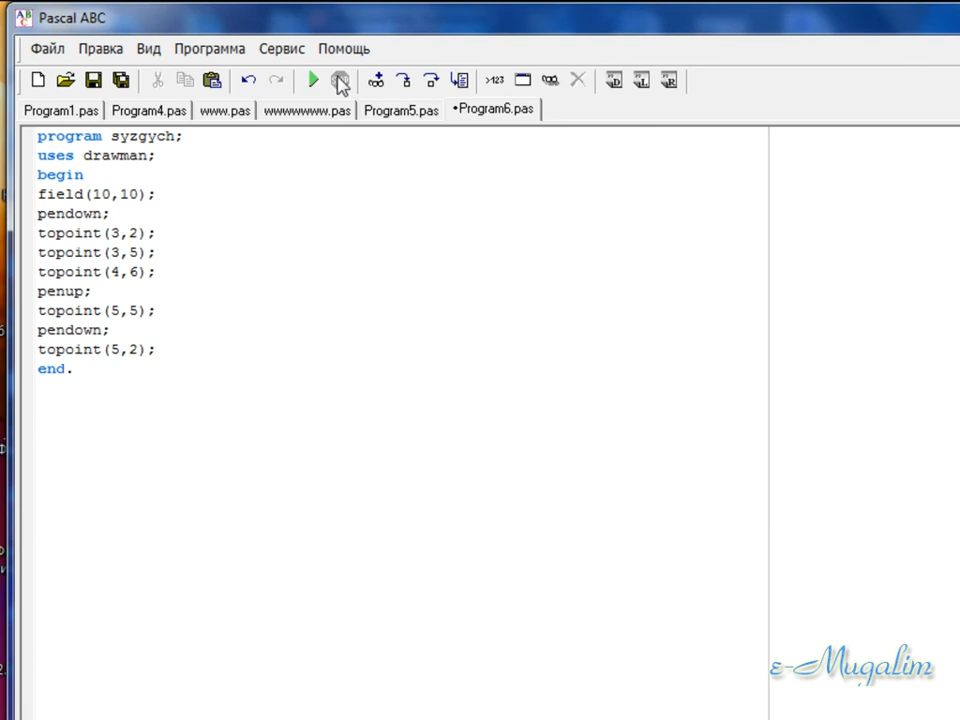 Pascal ABC
Файл Правка Вид Программа Сервис Помощь
Program1.pas Program4.pas www.pas wwwwwwww.pas Program5.pas •Program6.pas
program syzgych;
uses drawman;
begin
field(10,10);
pendown;
topoint(3,2);
topoint(3,5);
topoint(4,6);
penup;
topoint(5,5);
pendown;
topoint(5,2);
end.
ε-Mugalim